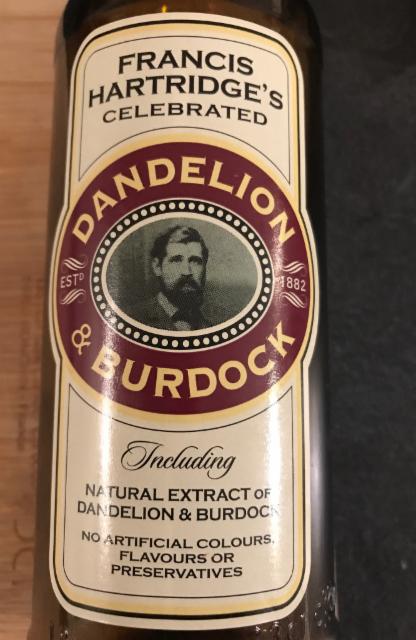 FRANCIS
HARTRIDGE'S
CELEBRATED
DANDELION
ESTD 1882
& BURDOCK
Including
NATURAL EXTRACT OF
DANDELION & BURDOCK
NO ARTIFICIAL COLOURS,
FLAVOURS OR
PRESERVATIVES